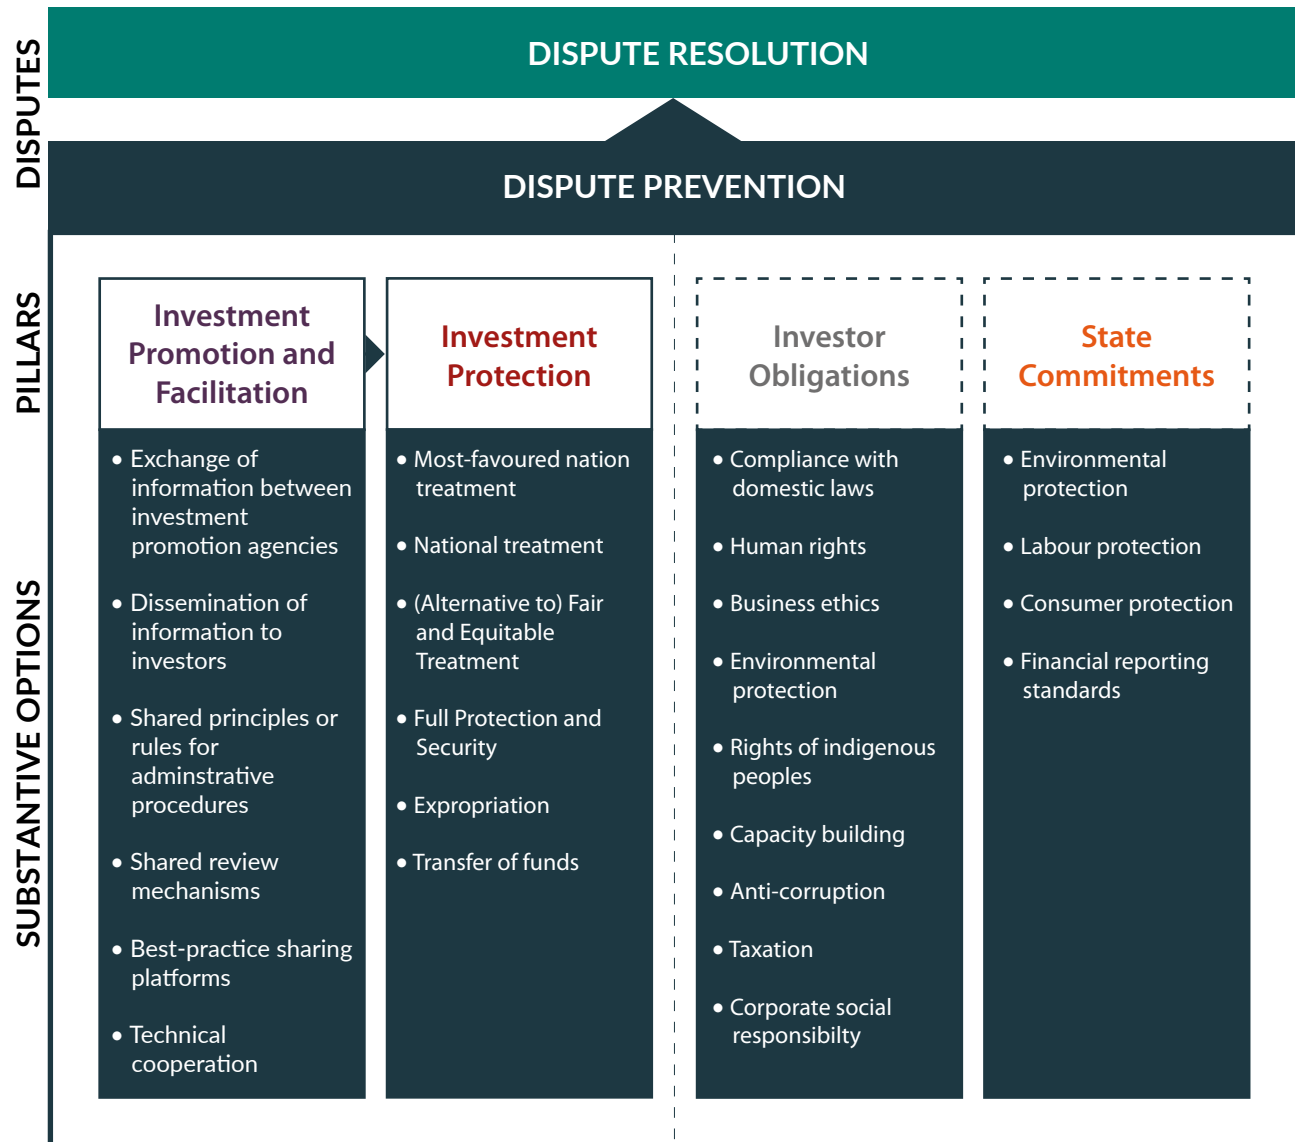 DISPUTES
DISPUTE RESOLUTION
DISPUTE PREVENTION
PILLARS
Investment
Promotion and
Facilitation
Investment
Protection
Investor
Obligations
State
Commitments
SUBSTANTIVE OPTIONS
• Exchange of
information between
investment
promotion agencies
• Dissemination of
information to
investors
• Shared principles or
rules for
adminstrative
procedures
• Shared review
mechanisms
• Best-practice sharing
platforms
• Technical
cooperation
• Most-favoured nation
treatment
• National treatment
• (Alternative to) Fair
and Equitable
Treatment
• Full Protection and
Security
• Expropriation
• Transfer of funds
• Compliance with
domestic laws
• Human rights
• Business ethics
• Environmental
protection
• Rights of indigenous
peoples
• Capacity building
• Anti-corruption
• Taxation
• Corporate social
responsibilty
• Environmental
protection
• Labour protection
• Consumer protection
• Financial reporting
standards